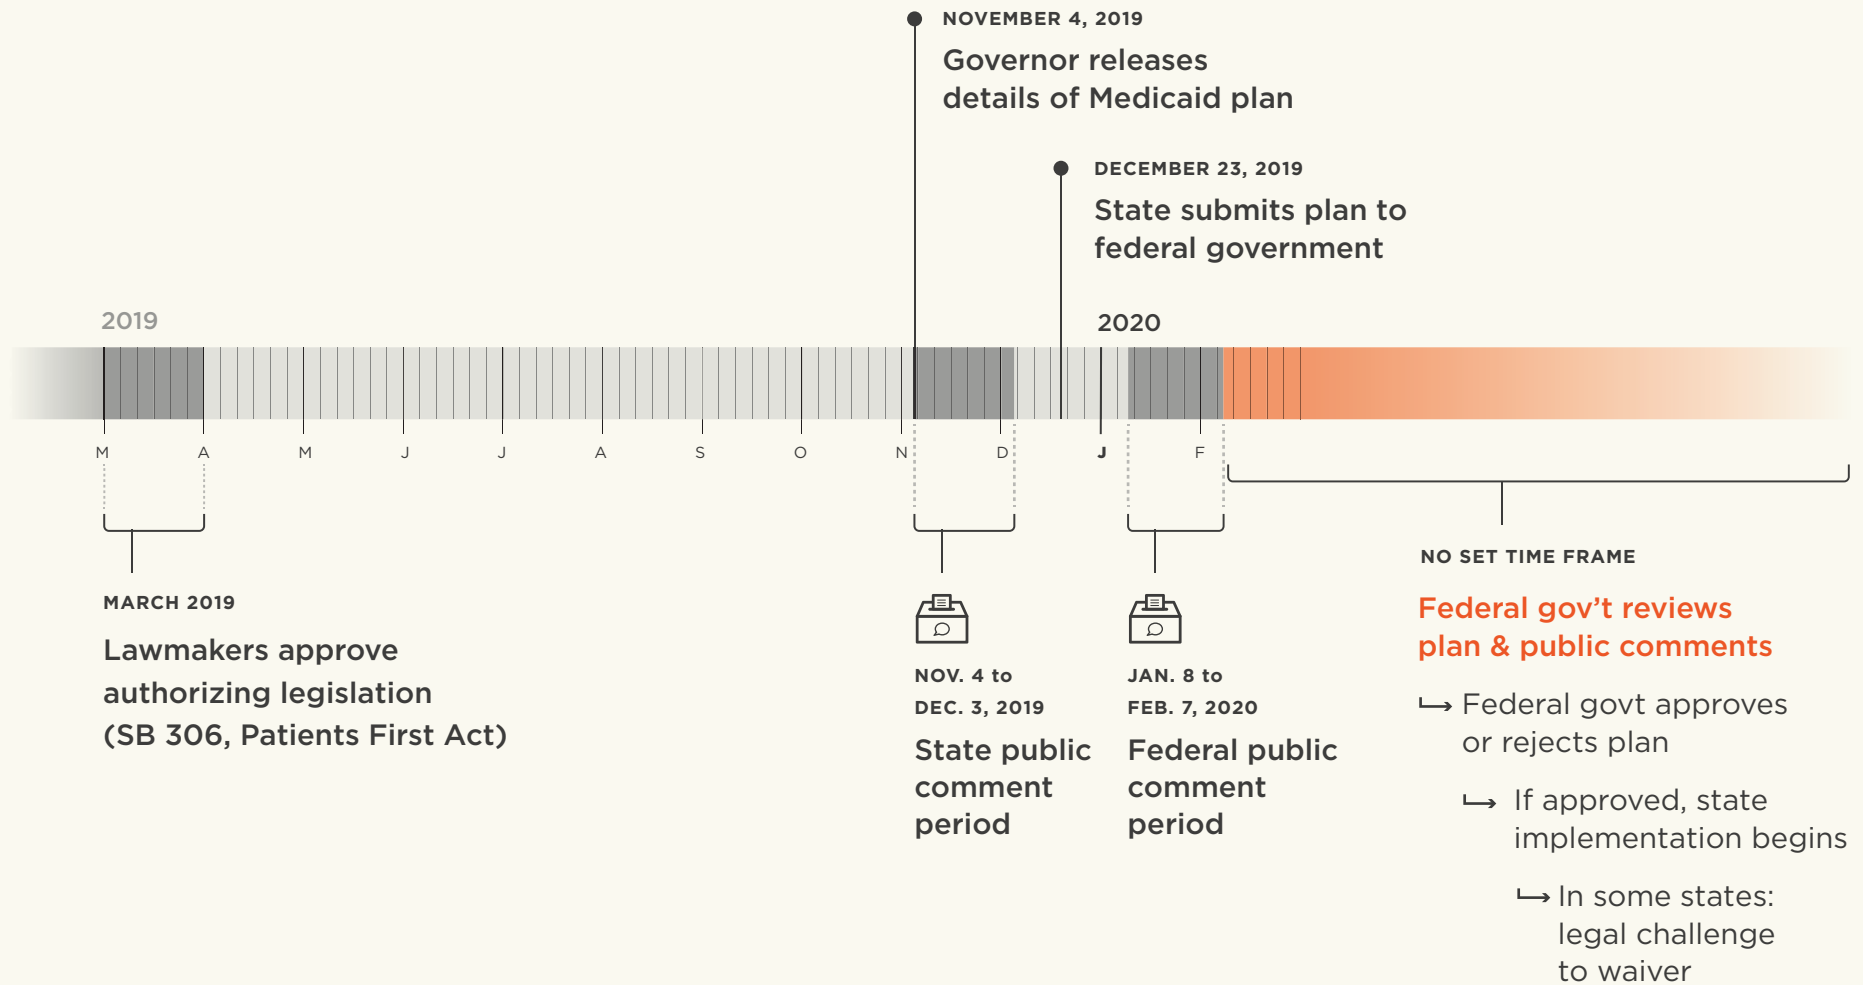 NOVEMBER 4, 2019
Governor releases
details of Medicaid plan
DECEMBER 23, 2019
State submits plan to
federal government
2019
2020
M A M J J A S O N D J F
MARCH 2019
Lawmakers approve
authorizing legislation
(SB 306, Patients First Act)
NOV. 4 to
DEC. 3, 2019
State public
comment
period
JAN. 8 to
FEB. 7, 2020
Federal public
comment
period
NO SET TIME FRAME
Federal gov’t reviews
plan & public comments
Federal govt approves
or rejects plan
If approved, state
implementation begins
In some states:
legal challenge
to waiver